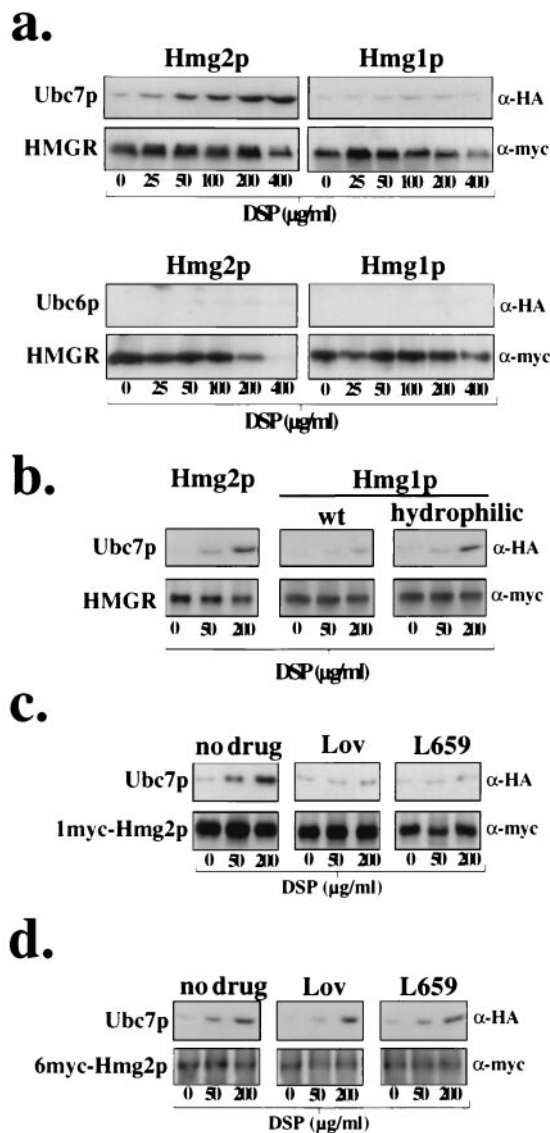 a.
Hmg2p Hmg1p
Ubc7p α-HA
HMGR α-myc
0 25 50 100 200 400 0 25 50 100 200 400
DSP (µg/ml)
Hmg2p Hmg1p
Ubc6p α-HA
HMGR α-myc
0 25 50 100 200 400 0 25 50 100 200 400
DSP (µg/ml)
b.
Hmg2p Hmg1p
wt hydrophilic
Ubc7p α-HA
HMGR α-myc
0 50 200 0 50 200 0 50 200
DSP (µg/ml)
c.
no drug Lov L659
Ubc7p α-HA
1myc-Hmg2p α-myc
0 50 200 0 50 200 0 50 200
DSP (µg/ml)
d.
no drug Lov L659
Ubc7p α-HA
6myc-Hmg2p α-myc
0 50 200 0 50 200 0 50 200
DSP (µg/ml)